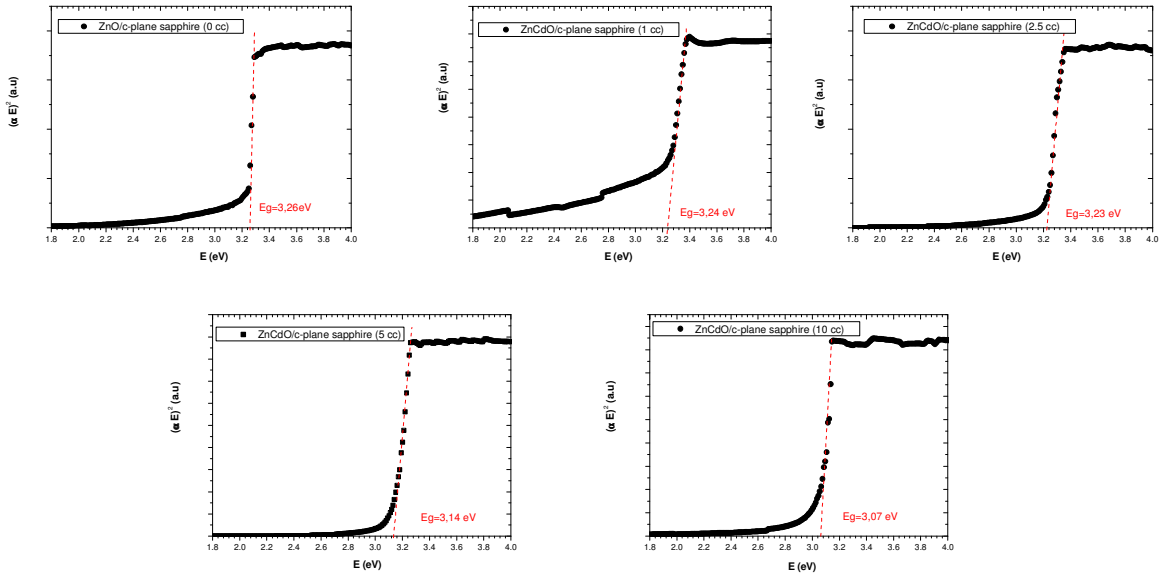 ZnO/c-plane sapphire (0 cc)
(α E)² (a.u)
Eg=3,26eV
1.8 2.0 2.2 2.4 2.6 2.8 3.0 3.2 3.4 3.6 3.8 4.0
E (eV)
ZnCdO/c-plane sapphire (1 cc)
(α E)² (a.u)
Eg=3,24 eV
1.8 2.0 2.2 2.4 2.6 2.8 3.0 3.2 3.4 3.6 3.8 4.0
E (eV)
ZnCdO/c-plane sapphire (2.5 cc)
(α E)² (a.u)
Eg=3,23 eV
1.8 2.0 2.2 2.4 2.6 2.8 3.0 3.2 3.4 3.6 3.8 4.0
E (eV)
ZnCdO/c-plane sapphire (5 cc)
(α E)² (a.u)
Eg=3,14 eV
1.8 2.0 2.2 2.4 2.6 2.8 3.0 3.2 3.4 3.6 3.8 4.0
E (eV)
ZnCdO/c-plane sapphire (10 cc)
(α E)² (a.u)
Eg=3,07 eV
1.8 2.0 2.2 2.4 2.6 2.8 3.0 3.2 3.4 3.6 3.8 4.0
E (eV)